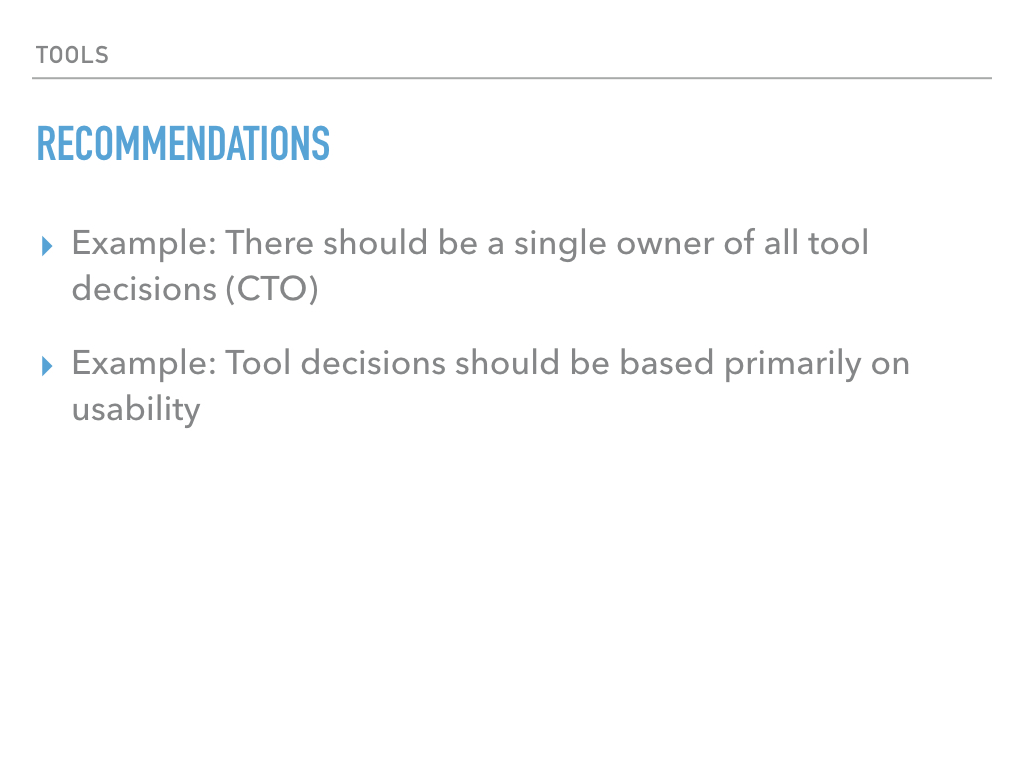 TOOLS
RECOMMENDATIONS
Example: There should be a single owner of all tool
decisions (CTO)
Example: Tool decisions should be based primarily on
usability